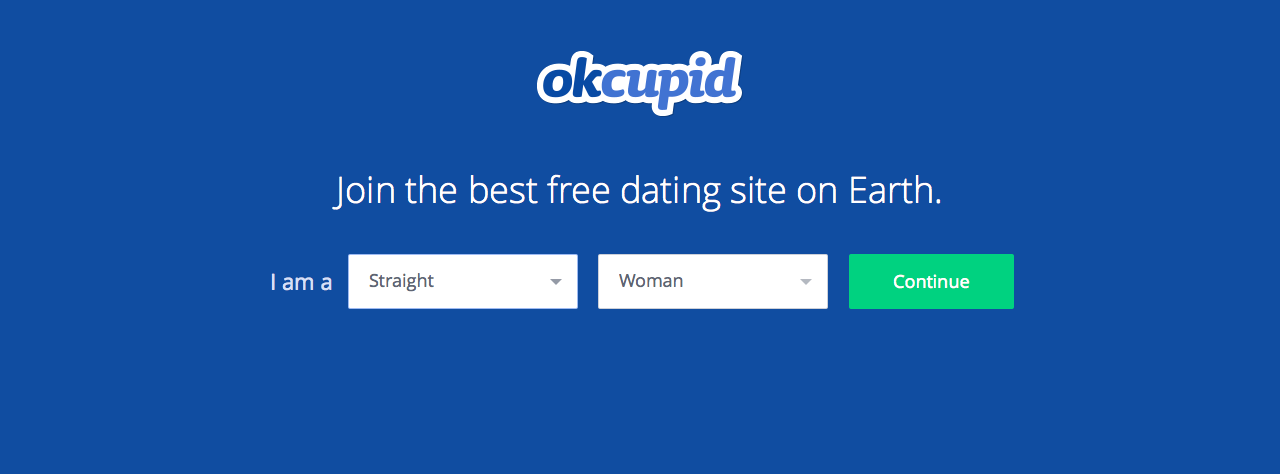 okcupid
Join the best free dating site on Earth.
I am a Straight Woman Continue